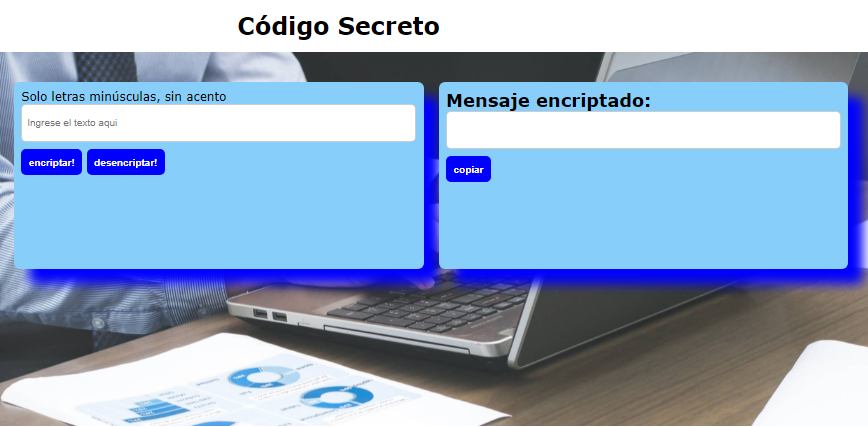 Código Secreto
Solo letras minúsculas, sin acento
Ingrese el texto aqui
encriptar!
desencriptar!
Mensaje encriptado:
copiar